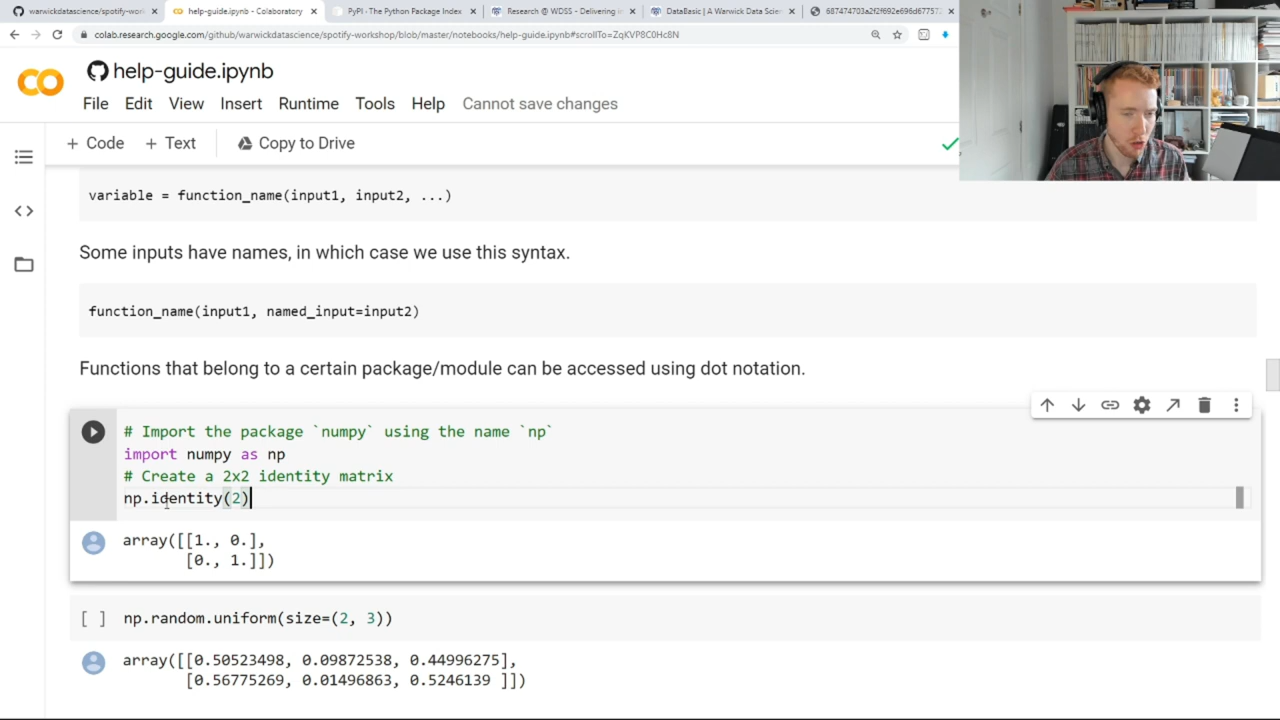 warwickdatascience/spotify-work
help-guide.ipynb - Colaboratory
PyPI · The Python Package Index
Research @ WDSS - Delivering in
DataBasic | A Warwick Data Scien
colab.research.google.com/github/warwickdatascience/spotify-workshop/blob/master/notebooks/help-guide.ipynb#scrollTo=ZqKVP8C0Hc8N
CO
help-guide.ipynb
File Edit View Insert Runtime Tools Help Cannot save changes
+ Code + Text Copy to Drive
variable = function_name(input1, input2, ...)
Some inputs have names, in which case we use this syntax.
function_name(input1, named_input=input2)
Functions that belong to a certain package/module can be accessed using dot notation.
# Import the package `numpy` using the name `np`
import numpy as np
# Create a 2x2 identity matrix
np.identity(2)
array([[1., 0.],
[0., 1.]])
[ ] np.random.uniform(size=(2, 3))
array([[0.50523498, 0.09872538, 0.44996275],
[0.56775269, 0.01496863, 0.5246139 ]])